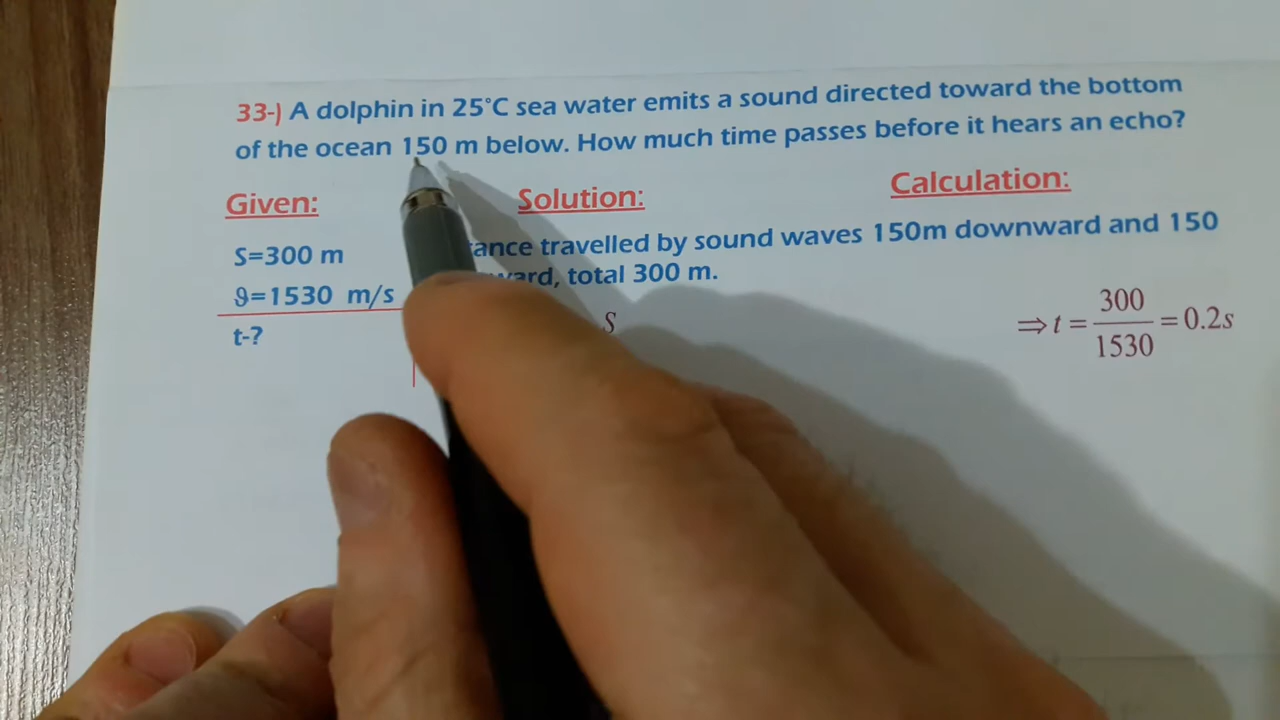 33-) A dolphin in 25°C sea water emits a sound directed toward the bottom
of the ocean 150 m below. How much time passes before it hears an echo?
Given: Solution: Calculation:
S=300 m
ϑ=1530 m/s
t-?
travelled by sound waves 150m downward and 150
total 300 m.
S
⇒t = 300/1530 = 0.2s